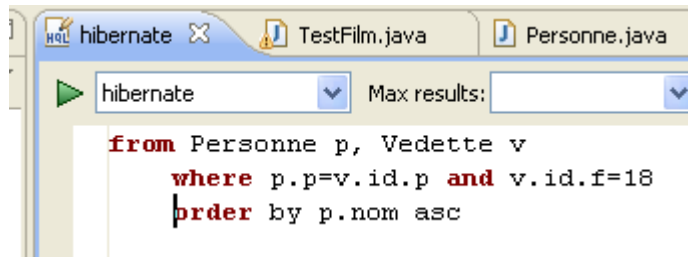 HQL hibernate TestFilm.java Personne.java
hibernate Max results:
from Personne p, Vedette v
where p.p=v.id.p and v.id.f=18
order by p.nom asc